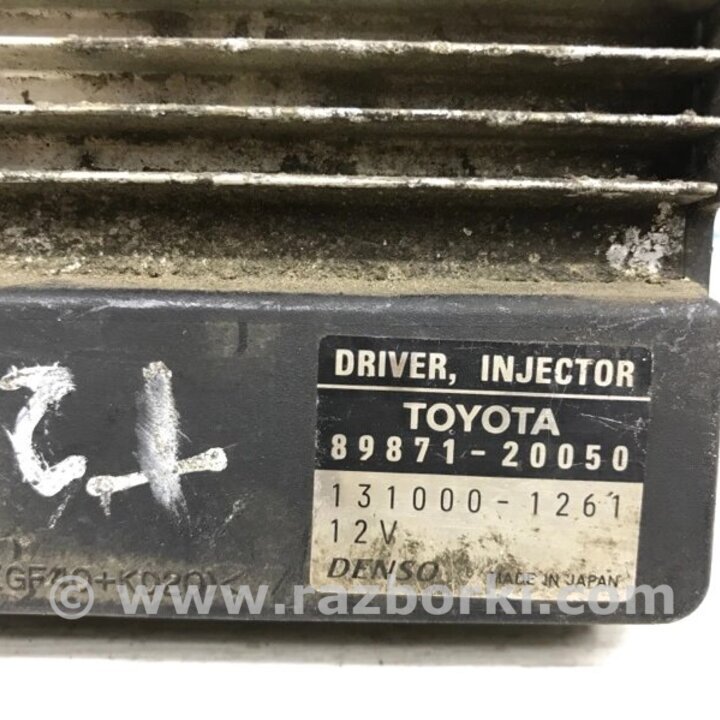 DRIVER, INJECTOR
TOYOTA
89871-20050
131000-1261
12V
DENSO MADE IN JAPAN
© www.razborki.com